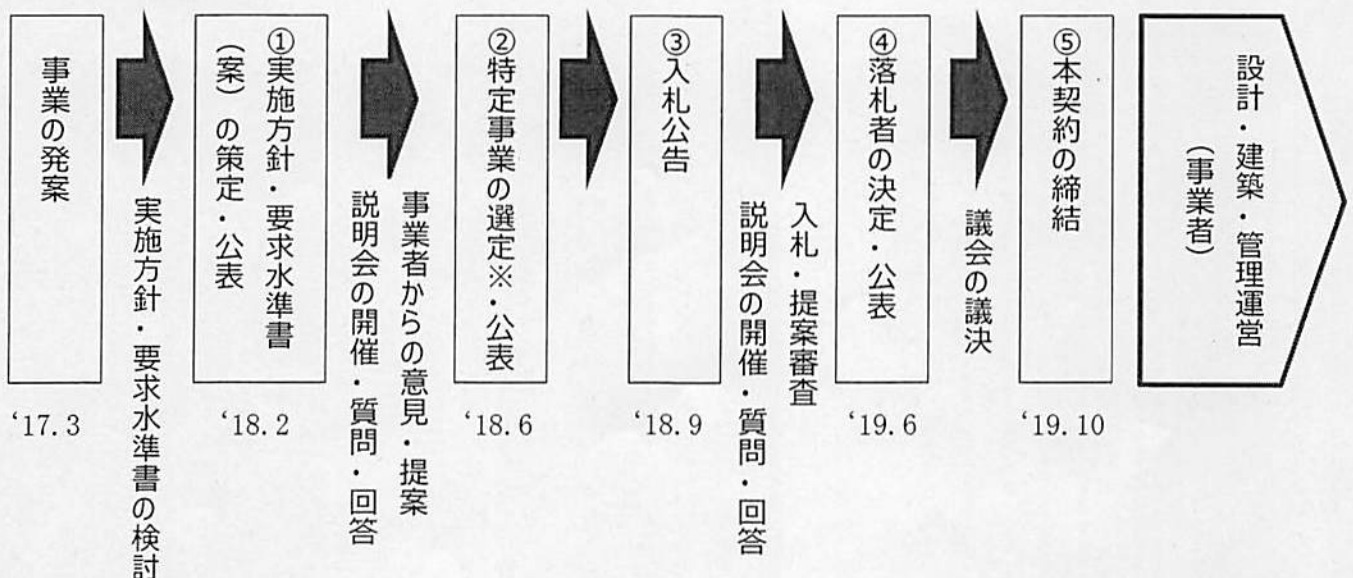 事業の発案
'17.3
実施方針・要求水準書の検討
①実施方針・要求水準書
(案)の策定・公表
'18.2
事業者からの意見・提案
説明会の開催・質問・回答
②特定事業の選定※・公表
'18.6
③入札公告
'18.9
入札・提案審査
説明会の開催・質問・回答
④落札者の決定・公表
'19.6
議会の議決
⑤本契約の締結
'19.10
設計・建築・管理運営
(事業者)